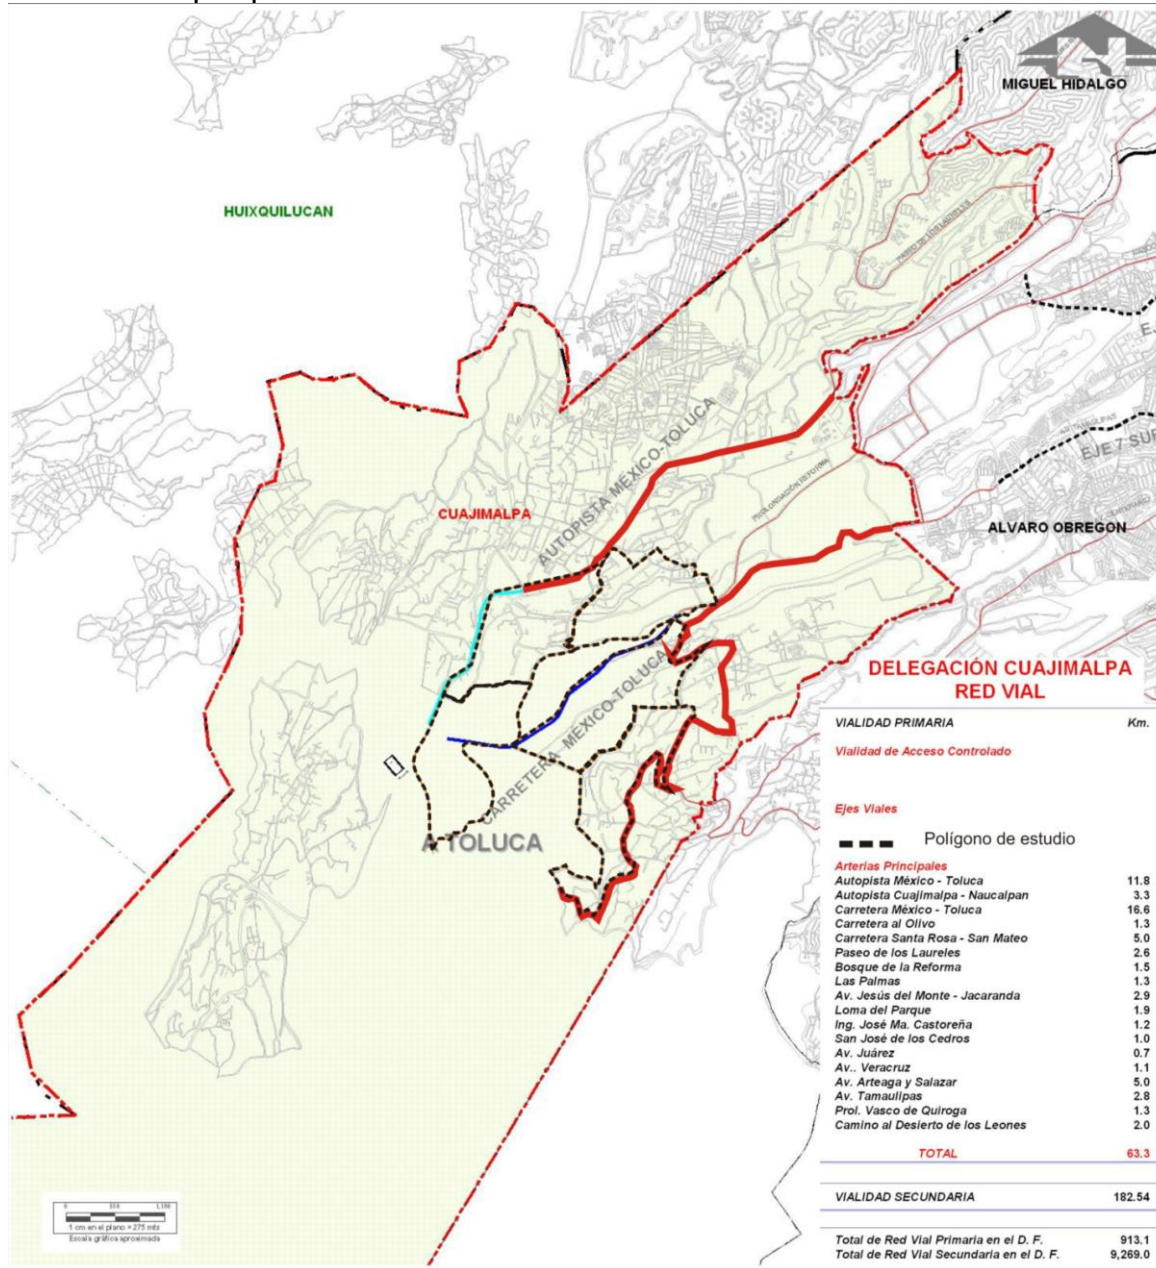 MIGUEL HIDALGO
HUIXQUILUCAN
PASEO DE LOS LAURELES
EJE 7 SUR
AUTOPISTA MÉXICO-TOLUCA
PROLONGACIÓN REFORMA
CUAJIMALPA
ALVARO OBREGON
CARRETERA MÉXICO-TOLUCA
A TOLUCA
DELEGACIÓN CUAJIMALPA
RED VIAL
VIALIDAD PRIMARIA Km.
Vialidad de Acceso Controlado
Ejes Viales
Polígono de estudio
Arterias Principales
Autopista México - Toluca 11.8
Autopista Cuajimalpa - Naucalpan 3.3
Carretera México - Toluca 16.6
Carretera al Olivo 1.3
Carretera Santa Rosa - San Mateo 5.0
Paseo de los Laureles 2.6
Bosque de la Reforma 1.5
Las Palmas 1.3
Av. Jesús del Monte - Jacaranda 2.9
Loma del Parque 1.9
Ing. José Ma. Castoreña 1.2
San José de los Cedros 1.0
Av. Juárez 0.7
Av.. Veracruz 1.1
Av. Arteaga y Salazar 5.0
Av. Tamaulipas 2.8
Prol. Vasco de Quiroga 1.3
Camino al Desierto de los Leones 2.0
TOTAL 63.3
VIALIDAD SECUNDARIA 182.54
Total de Red Vial Primaria en el D. F. 913.1
Total de Red Vial Secundaria en el D. F. 9,269.0
1 cm en el plano = 275 mts
Escala gráfica aproximada